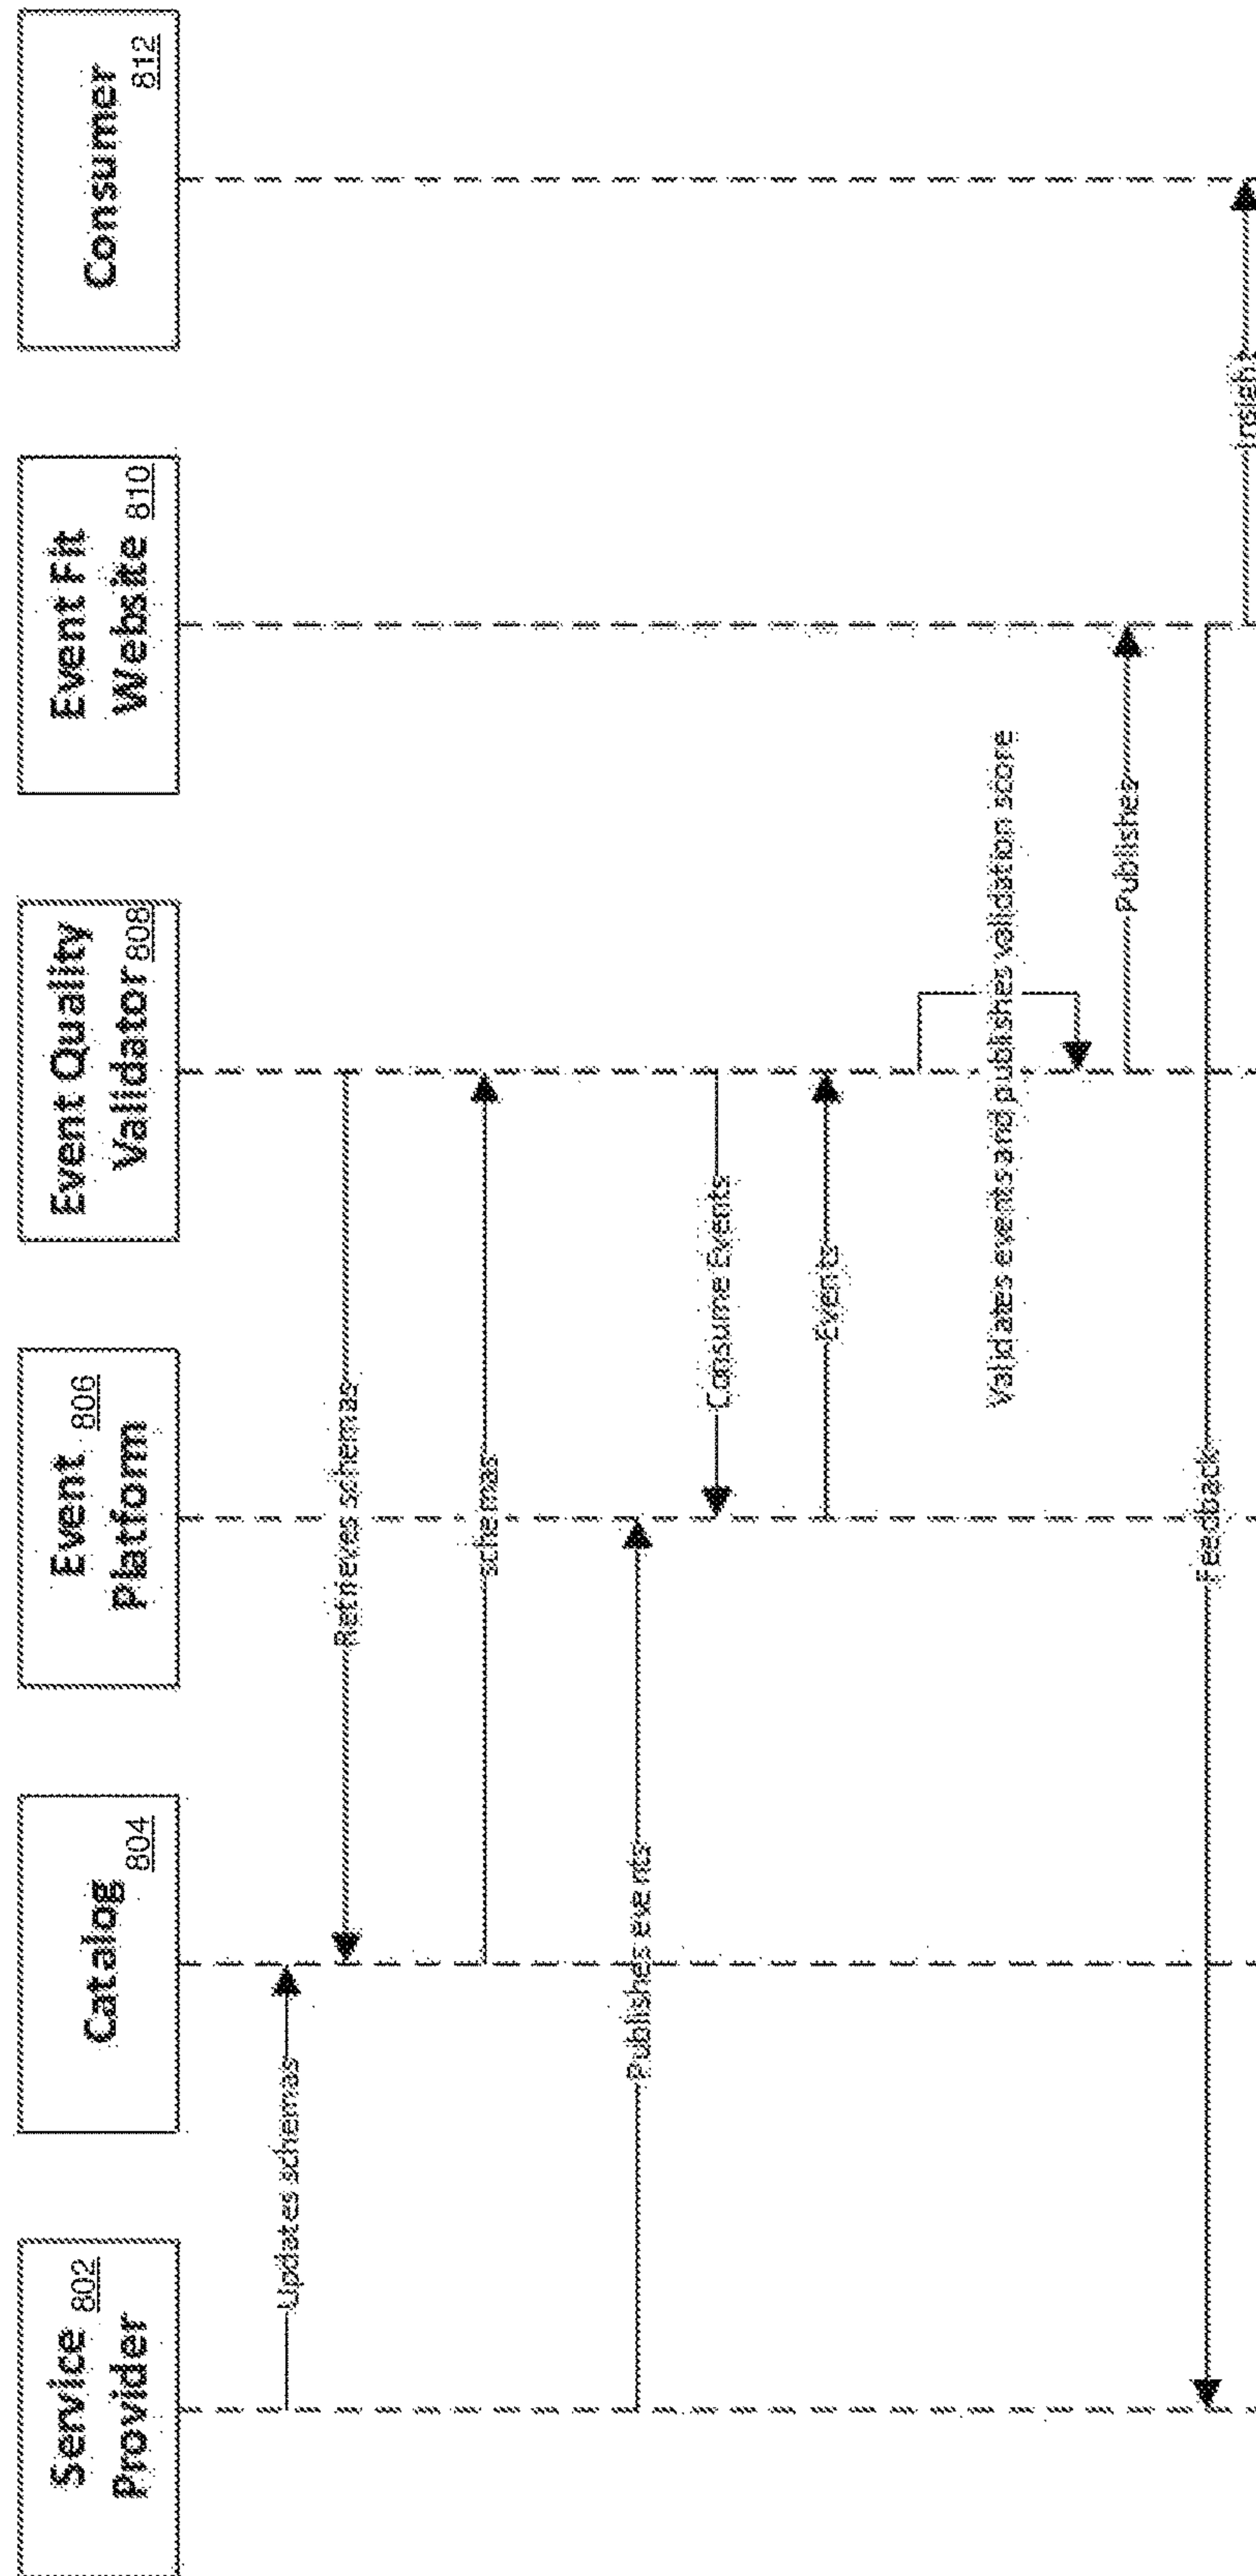 Service 802
Provider
Catalog
804
Event 806
Platform
Event Quality
Validator 808
Event Fit
Website 810
Consumer
812
Updates schemas
Retrieves schemas
schemas
Publishes events
Consume Events
Events
Validates events and publishes validation score
Publishes
Feedback
Insight